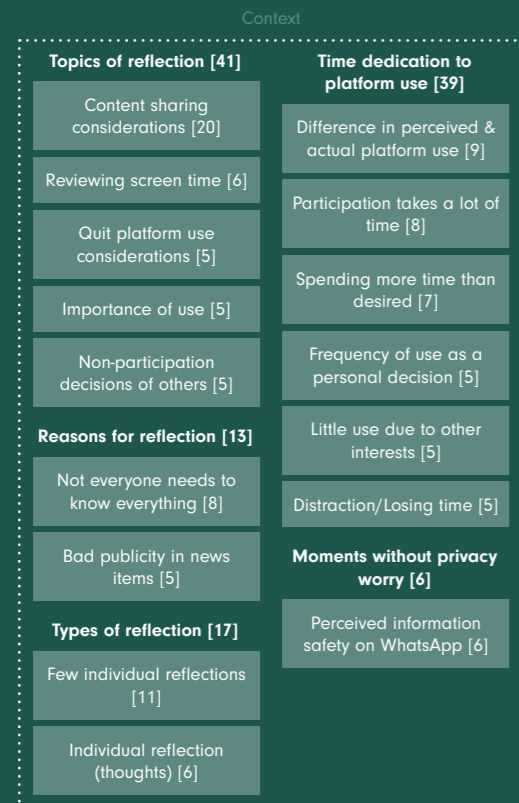 Context
Topics of reflection [41]
Content sharing
considerations [20]
Reviewing screen time [6]
Quit platform use
considerations [5]
Importance of use [5]
Non-participation
decisions of others [5]
Reasons for reflection [13]
Not everyone needs to
know everything [8]
Bad publicity in news
items [5]
Types of reflection [17]
Few individual reflections
[11]
Individual reflection
(thoughts) [6]
Time dedication to
platform use [39]
Difference in perceived &
actual platform use [9]
Participation takes a lot of
time [8]
Spending more time than
desired [7]
Frequency of use as a
personal decision [5]
Little use due to other
interests [5]
Distraction/Losing time [5]
Moments without privacy
worry [6]
Perceived information
safety on WhatsApp [6]